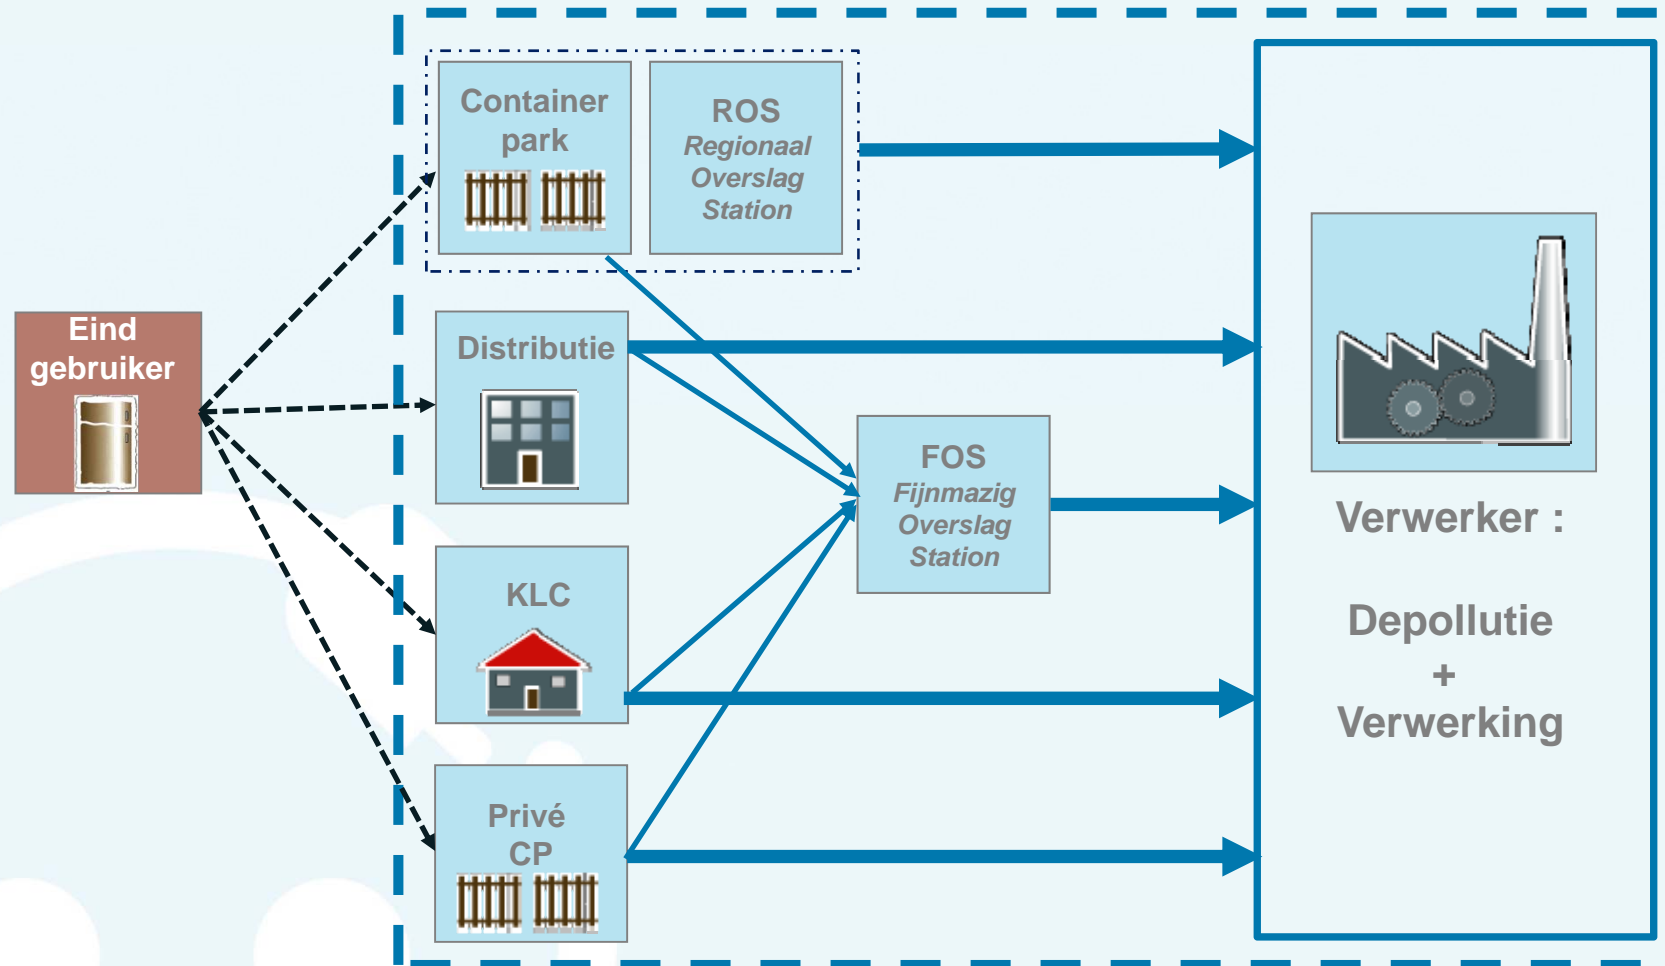 Container
park
ROS
Regionaal
Overslag
Station
Eind
gebruiker
Distributie
FOS
Fijnmazig
Overslag
Station
KLC
Privé
CP
Verwerker :
Depollutie
+
Verwerking